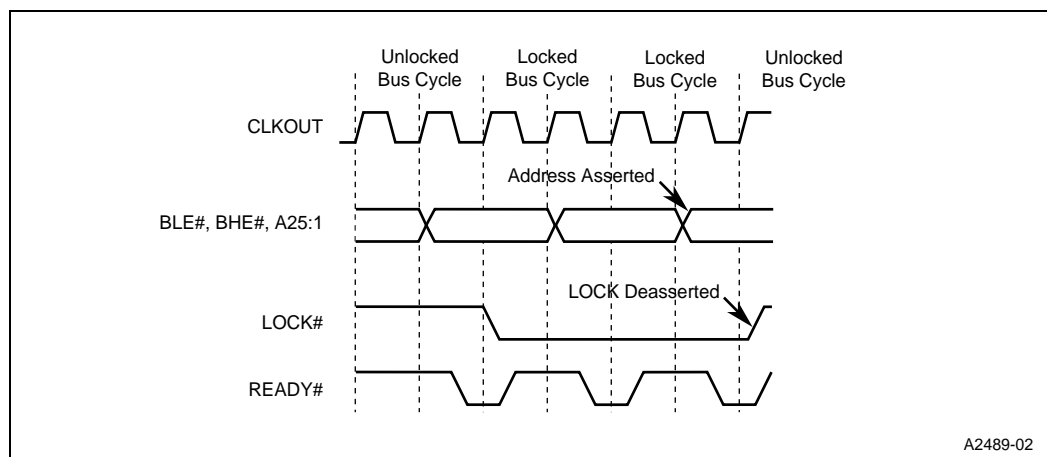 Unlocked
Bus Cycle
Locked
Bus Cycle
Locked
Bus Cycle
Unlocked
Bus Cycle
CLKOUT
Address Asserted
BLE#, BHE#, A25:1
LOCK Deasserted
LOCK#
READY#
A2489-02